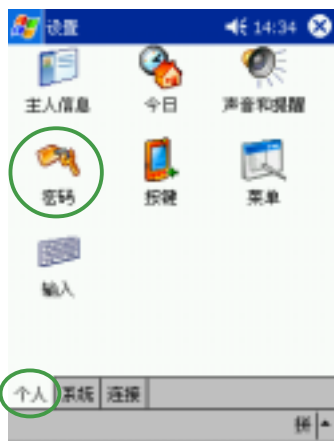 设置 14:34
主人信息 今日 声音和提醒
密码 按键 菜单
输入
个人 系统 连接
拼